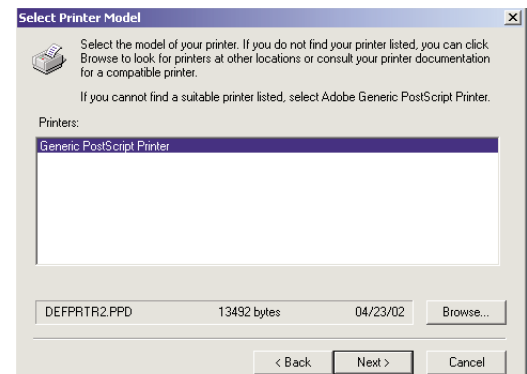 Select Printer Model
Select the model of your printer. If you do not find your printer listed, you can click
Browse to look for printers at other locations or consult your printer documentation
for a compatible printer.
If you cannot find a suitable printer listed, select Adobe Generic PostScript Printer.
Printers:
Generic PostScript Printer
DEFPRTR2.PPD 13492 bytes 04/23/02 Browse...
< Back Next > Cancel